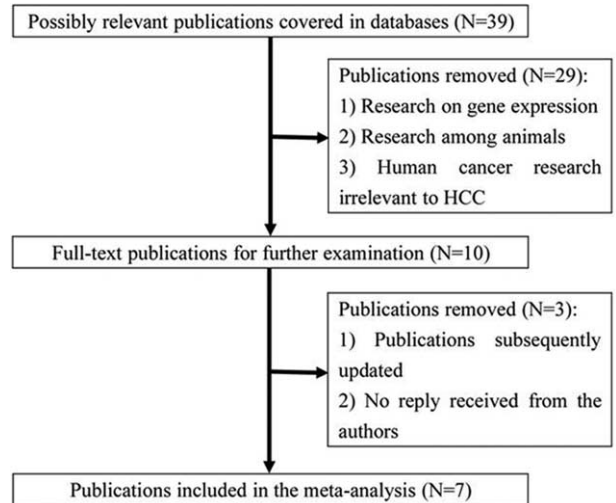 Possibly relevant publications covered in databases (N=39)
Publications removed (N=29):
1) Research on gene expression
2) Research among animals
3) Human cancer research
irrelevant to HCC
Full-text publications for further examination (N=10)
Publications removed (N=3):
1) Publications subsequently
updated
2) No reply received from the
authors
Publications included in the meta-analysis (N=7)